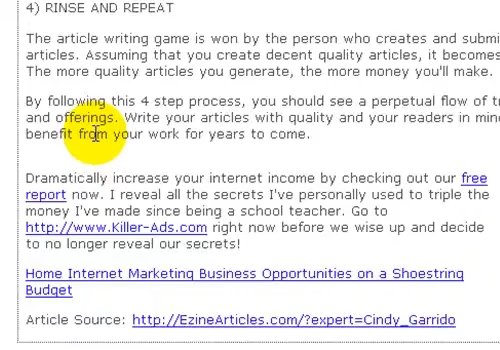 4) RINSE AND REPEAT
The article writing game is won by the person who creates and submi
articles. Assuming that you create decent quality articles, it becomes
The more quality articles you generate, the more money you'll make.
By following this 4 step process, you should see a perpetual flow of tr
and offerings. Write your articles with quality and your readers in mind
benefit from your work for years to come.
Dramatically increase your internet income by checking out our free
report now. I reveal all the secrets I've personally used to triple the
money I've made since being a school teacher. Go to
http://www.Killer-Ads.com right now before we wise up and decide
to no longer reveal our secrets!
Home Internet Marketing Business Opportunities on a Shoestring
Budget
Article Source: http://EzineArticles.com/?expert=Cindy_Garrido